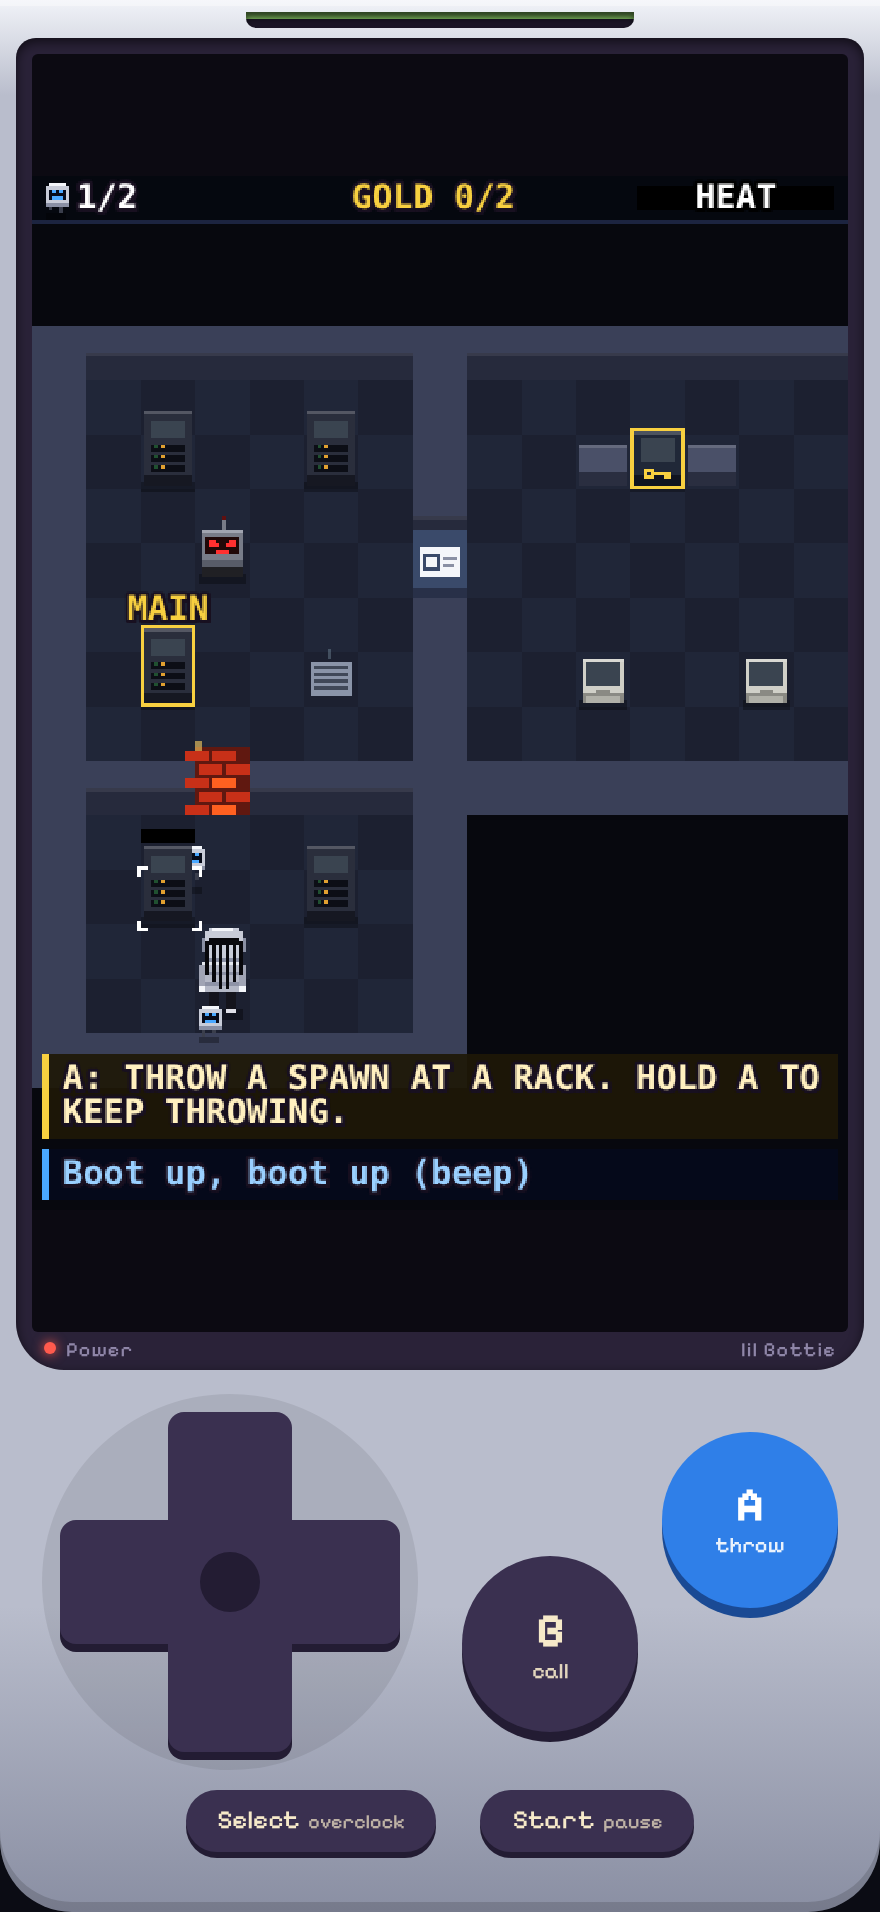 1/2 GOLD 0/2 HEAT
MAIN
A: THROW A SPAWN AT A RACK. HOLD A TO
KEEP THROWING.
Boot up, boot up (beep)
Power lil Bottie
A
throw
B
call
Select overclock Start pause